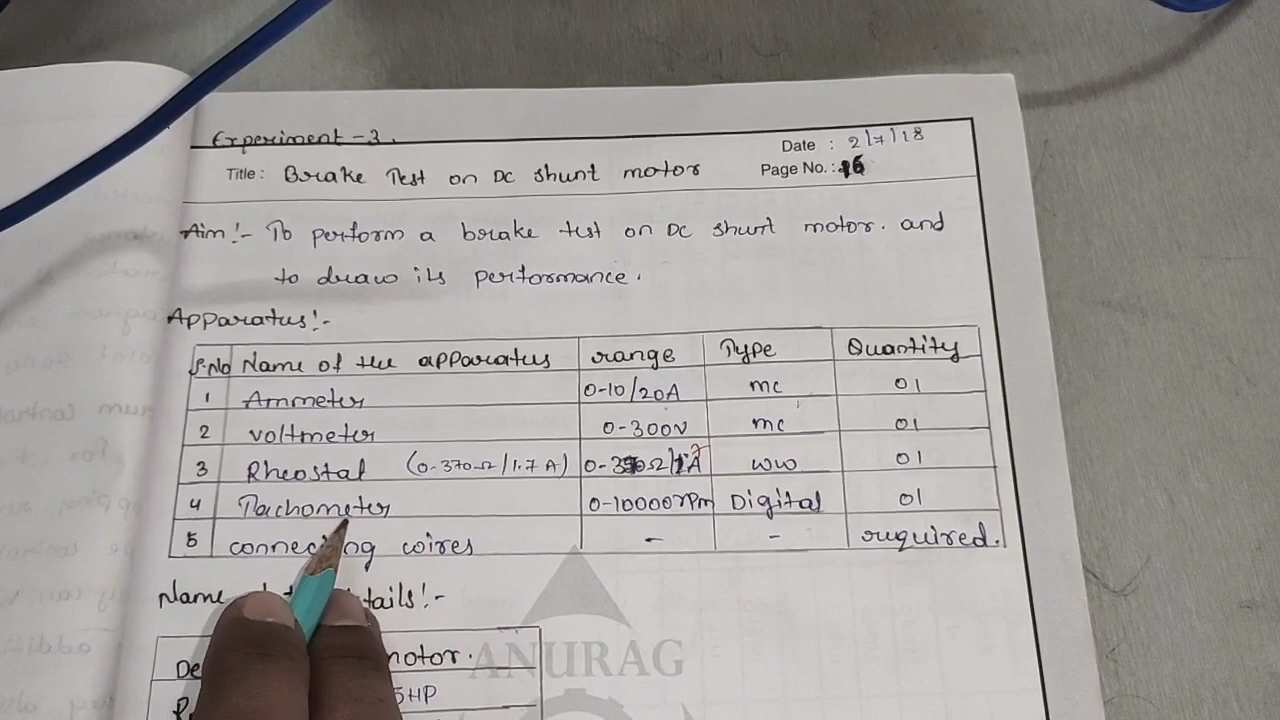 Experiment - 3.
Date : 2/7/18
Title : Brake Test on DC shunt motor
Page No. : 16
Aim :- To perform a brake test on DC shunt motor. and
to draw its performance.
Apparatus :-
S.No Name of the apparatus range Type Quantity
1 Ammeter 0-10/20A mc 01
2 voltmeter 0-300V mc 01
3 Rheostat (0-370Ω/1.7A) ww 01
4 Tachometer 0-10000rpm Digital 01
5 connecting wires - - required.
Name tails :-
motor.
5HP
ANURAG